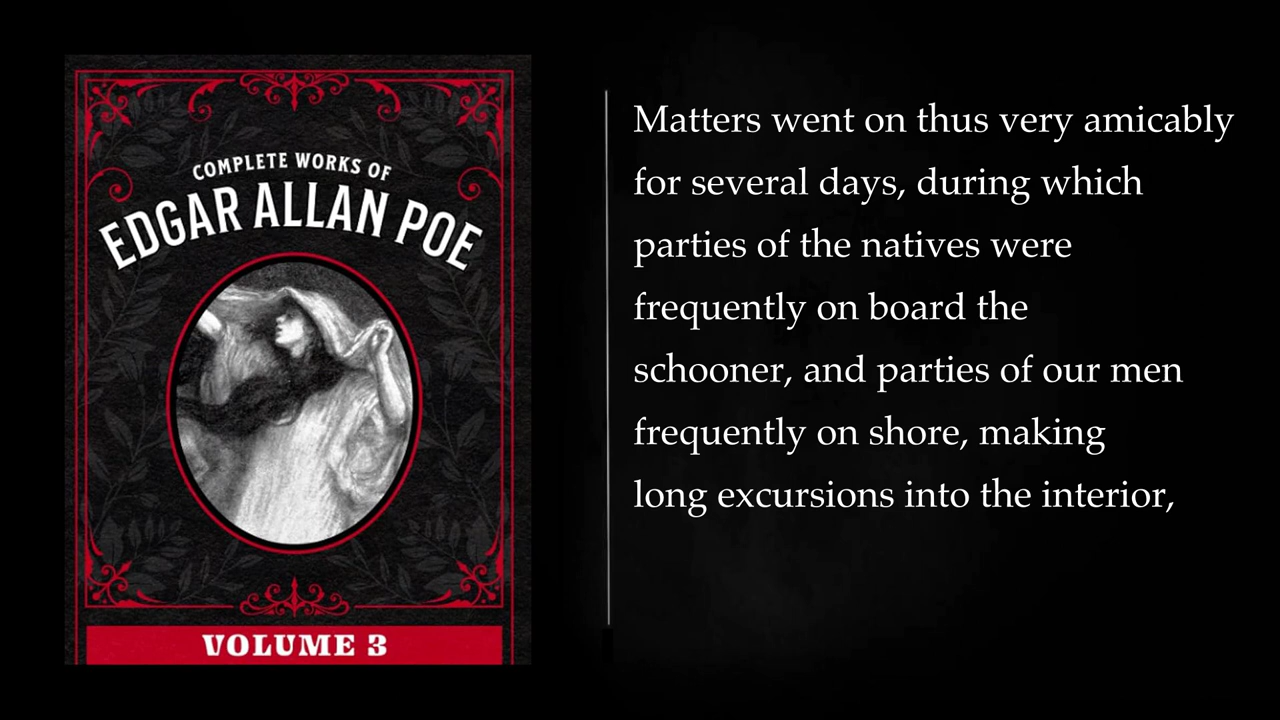 COMPLETE WORKS OF
EDGAR ALLAN POE
VOLUME 3
Matters went on thus very amicably
for several days, during which
parties of the natives were
frequently on board the
schooner, and parties of our men
frequently on shore, making
long excursions into the interior,